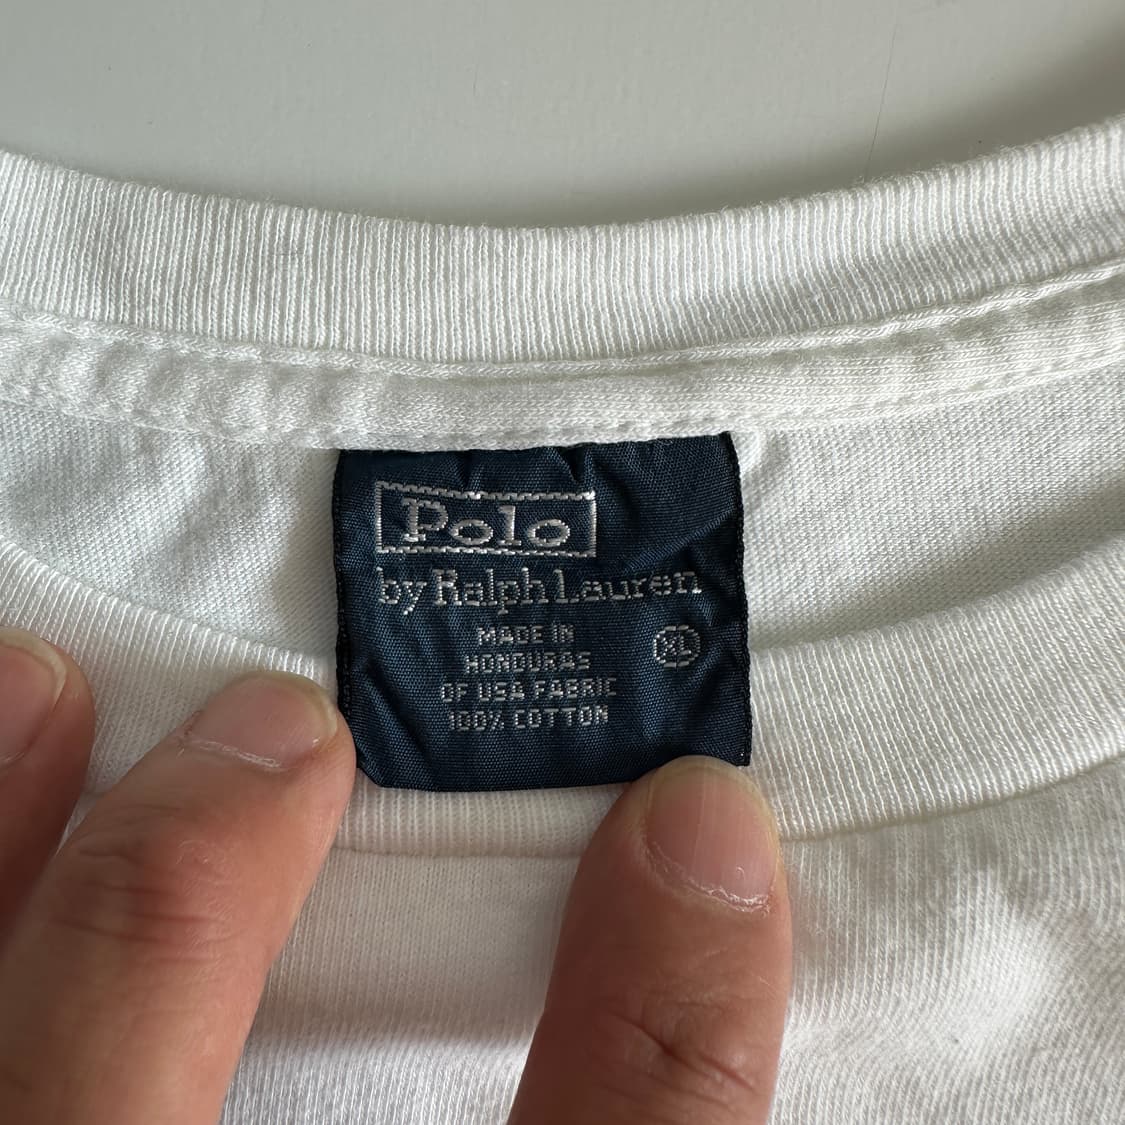 Polo
by Ralph Lauren
MADE IN
HONDURAS
OF USA FABRIC
100% COTTON
XL